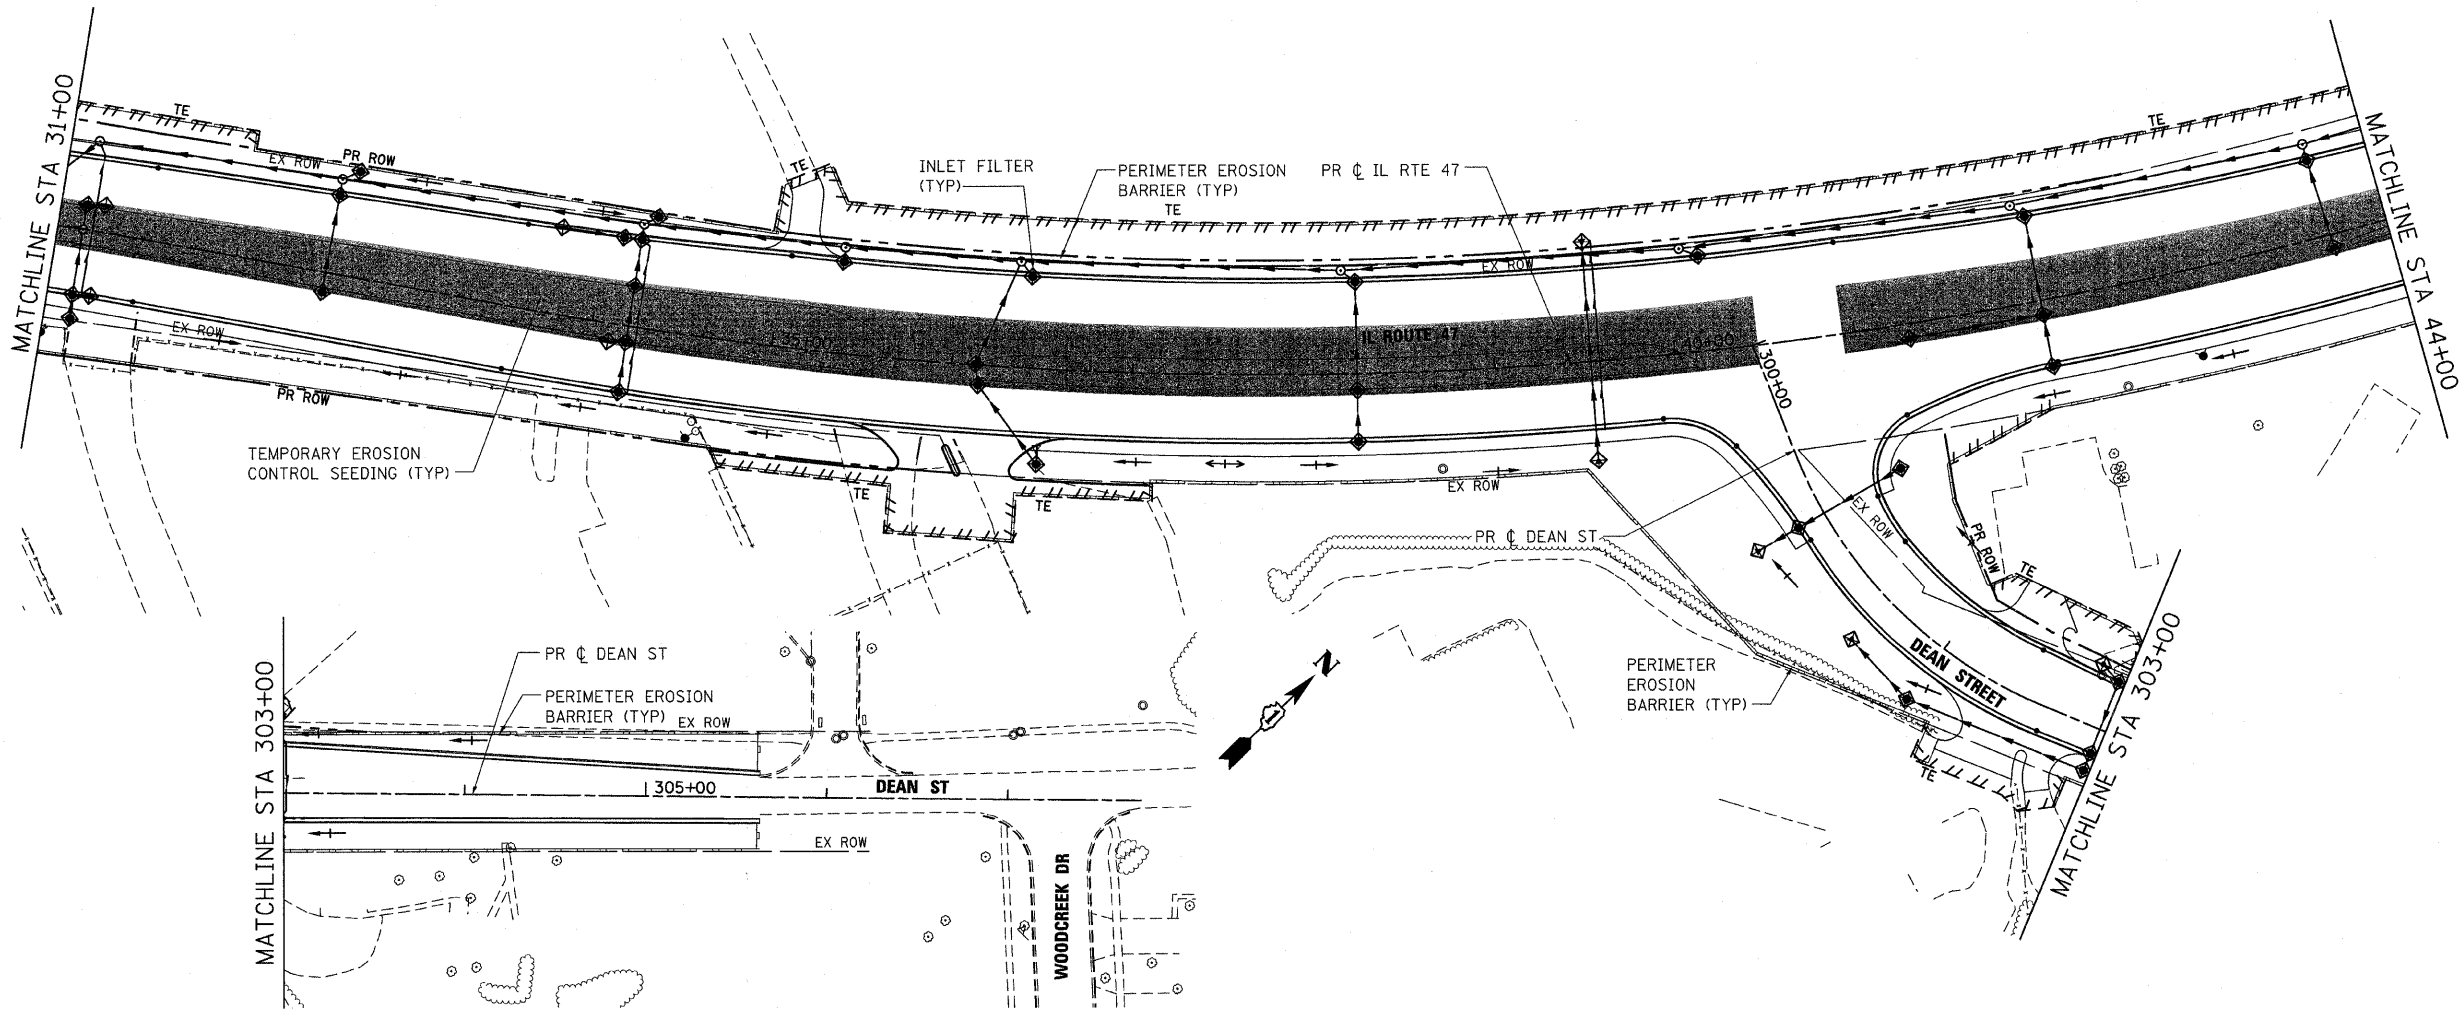 MATCHLINE STA 31+00
TE
EX ROW
PR ROW
TE
INLET FILTER
(TYP)
PERIMETER EROSION
BARRIER (TYP)
TE
PR ℄ IL RTE 47
EX ROW
TE
MATCHLINE STA 44+00
EX ROW
PR ROW
35+00
IL ROUTE 47
40+00
300+00
TEMPORARY EROSION
CONTROL SEEDING (TYP)
TE
TE
EX ROW
PR ℄ DEAN ST
EX ROW
PR ROW
TE
DEAN STREET
PERIMETER
EROSION
BARRIER (TYP)
TE
MATCHLINE STA 303+00
N
MATCHLINE STA 303+00
PR ℄ DEAN ST
PERIMETER EROSION
BARRIER (TYP)
EX ROW
305+00
DEAN ST
EX ROW
WOODCREEK DR